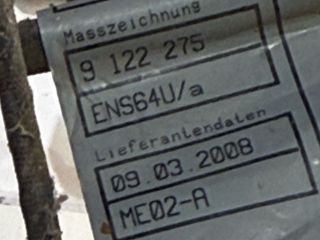 Masszeichnung
9 122 275
ENS64U/a
Lieferantendaten
09.03.2008
ME02-A